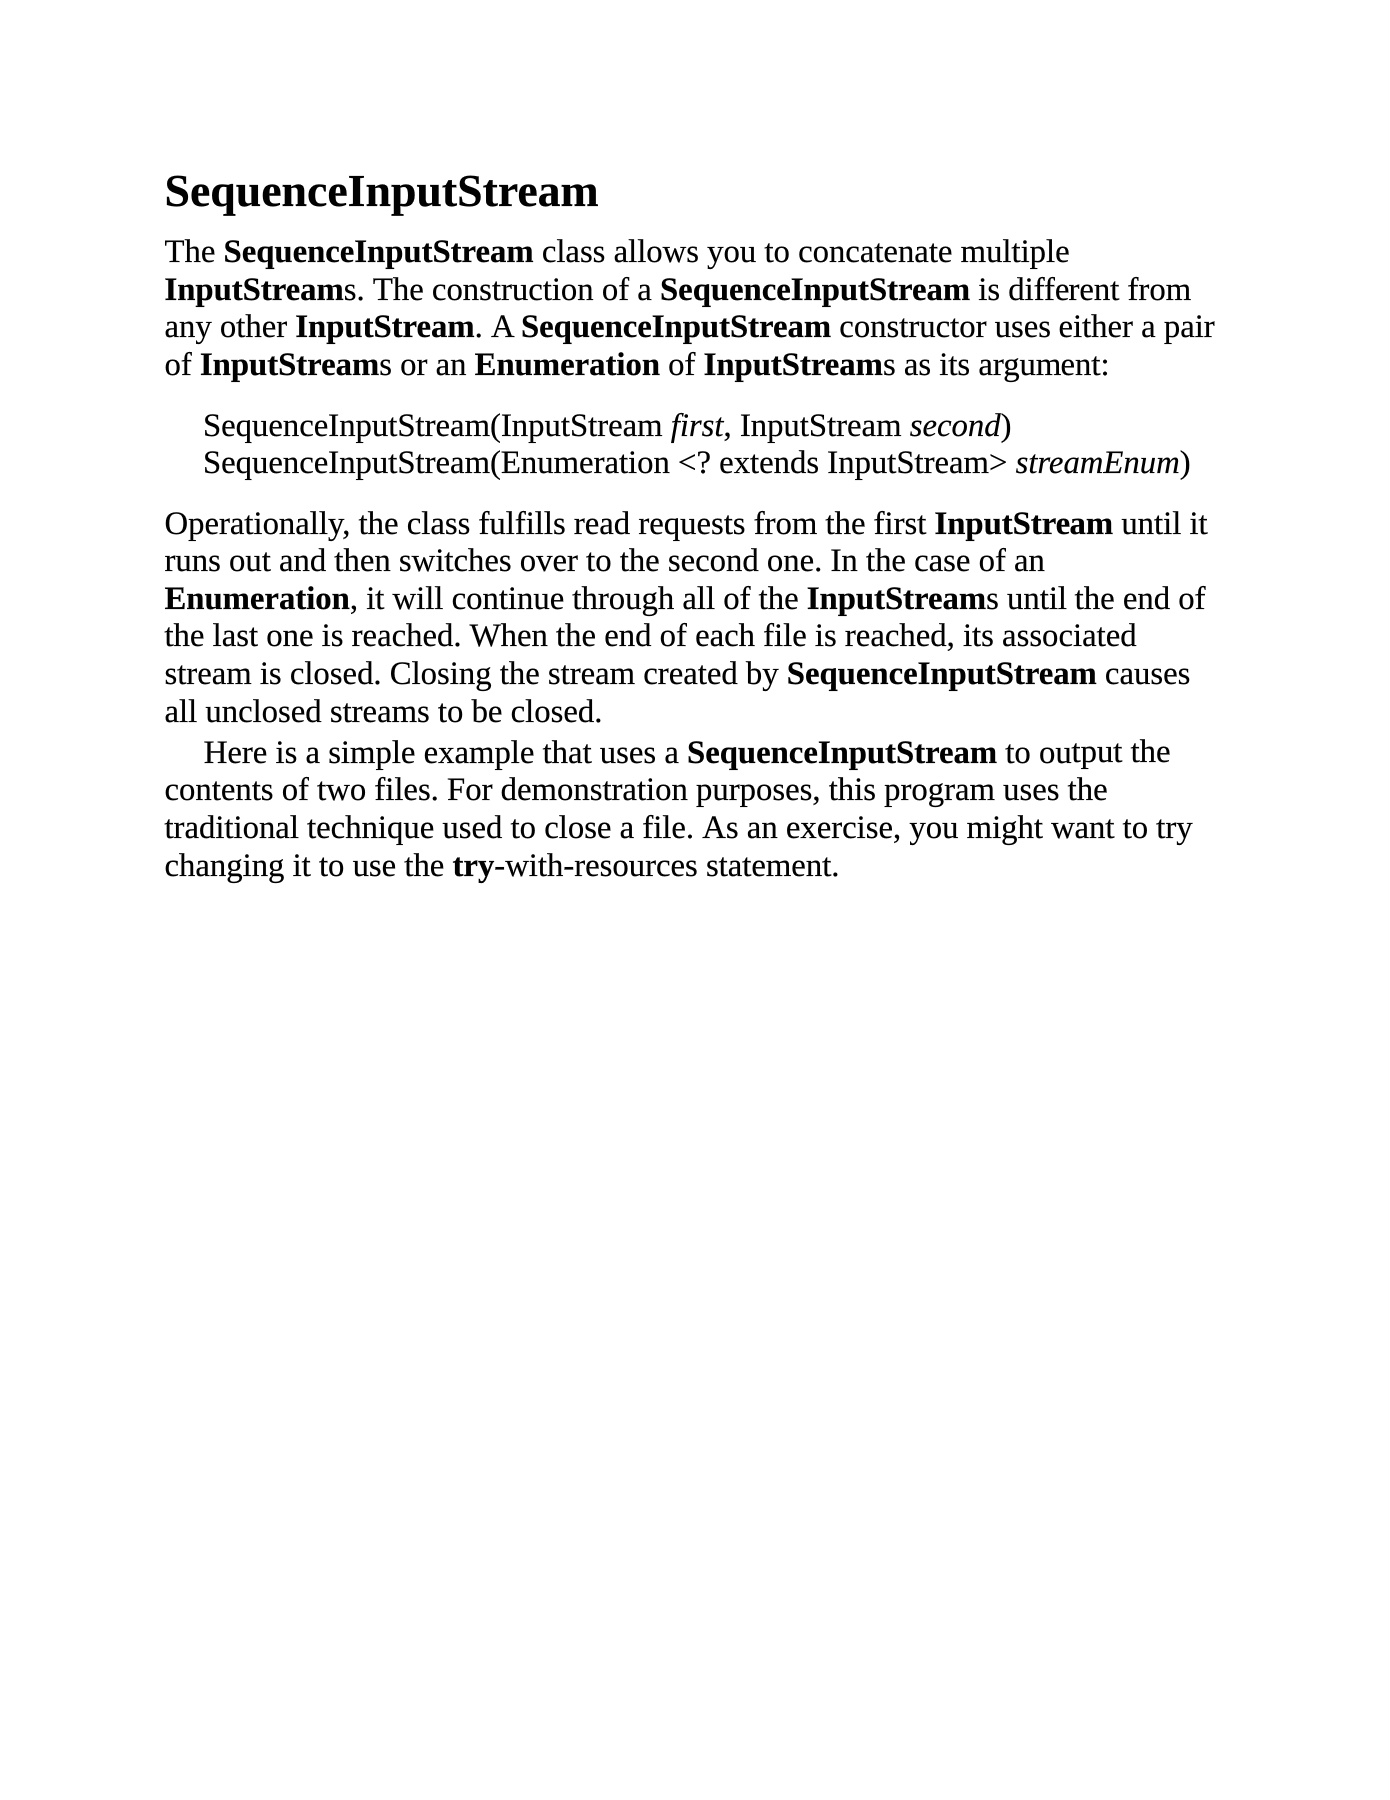 SequenceInputStream
The SequenceInputStream class allows you to concatenate multiple
InputStreams. The construction of a SequenceInputStream is different from
any other InputStream. A SequenceInputStream constructor uses either a pair
of InputStreams or an Enumeration of InputStreams as its argument:
SequenceInputStream(InputStream first, InputStream second)
SequenceInputStream(Enumeration <? extends InputStream> streamEnum)
Operationally, the class fulfills read requests from the first InputStream until it
runs out and then switches over to the second one. In the case of an
Enumeration, it will continue through all of the InputStreams until the end of
the last one is reached. When the end of each file is reached, its associated
stream is closed. Closing the stream created by SequenceInputStream causes
all unclosed streams to be closed.
Here is a simple example that uses a SequenceInputStream to output the
contents of two files. For demonstration purposes, this program uses the
traditional technique used to close a file. As an exercise, you might want to try
changing it to use the try-with-resources statement.